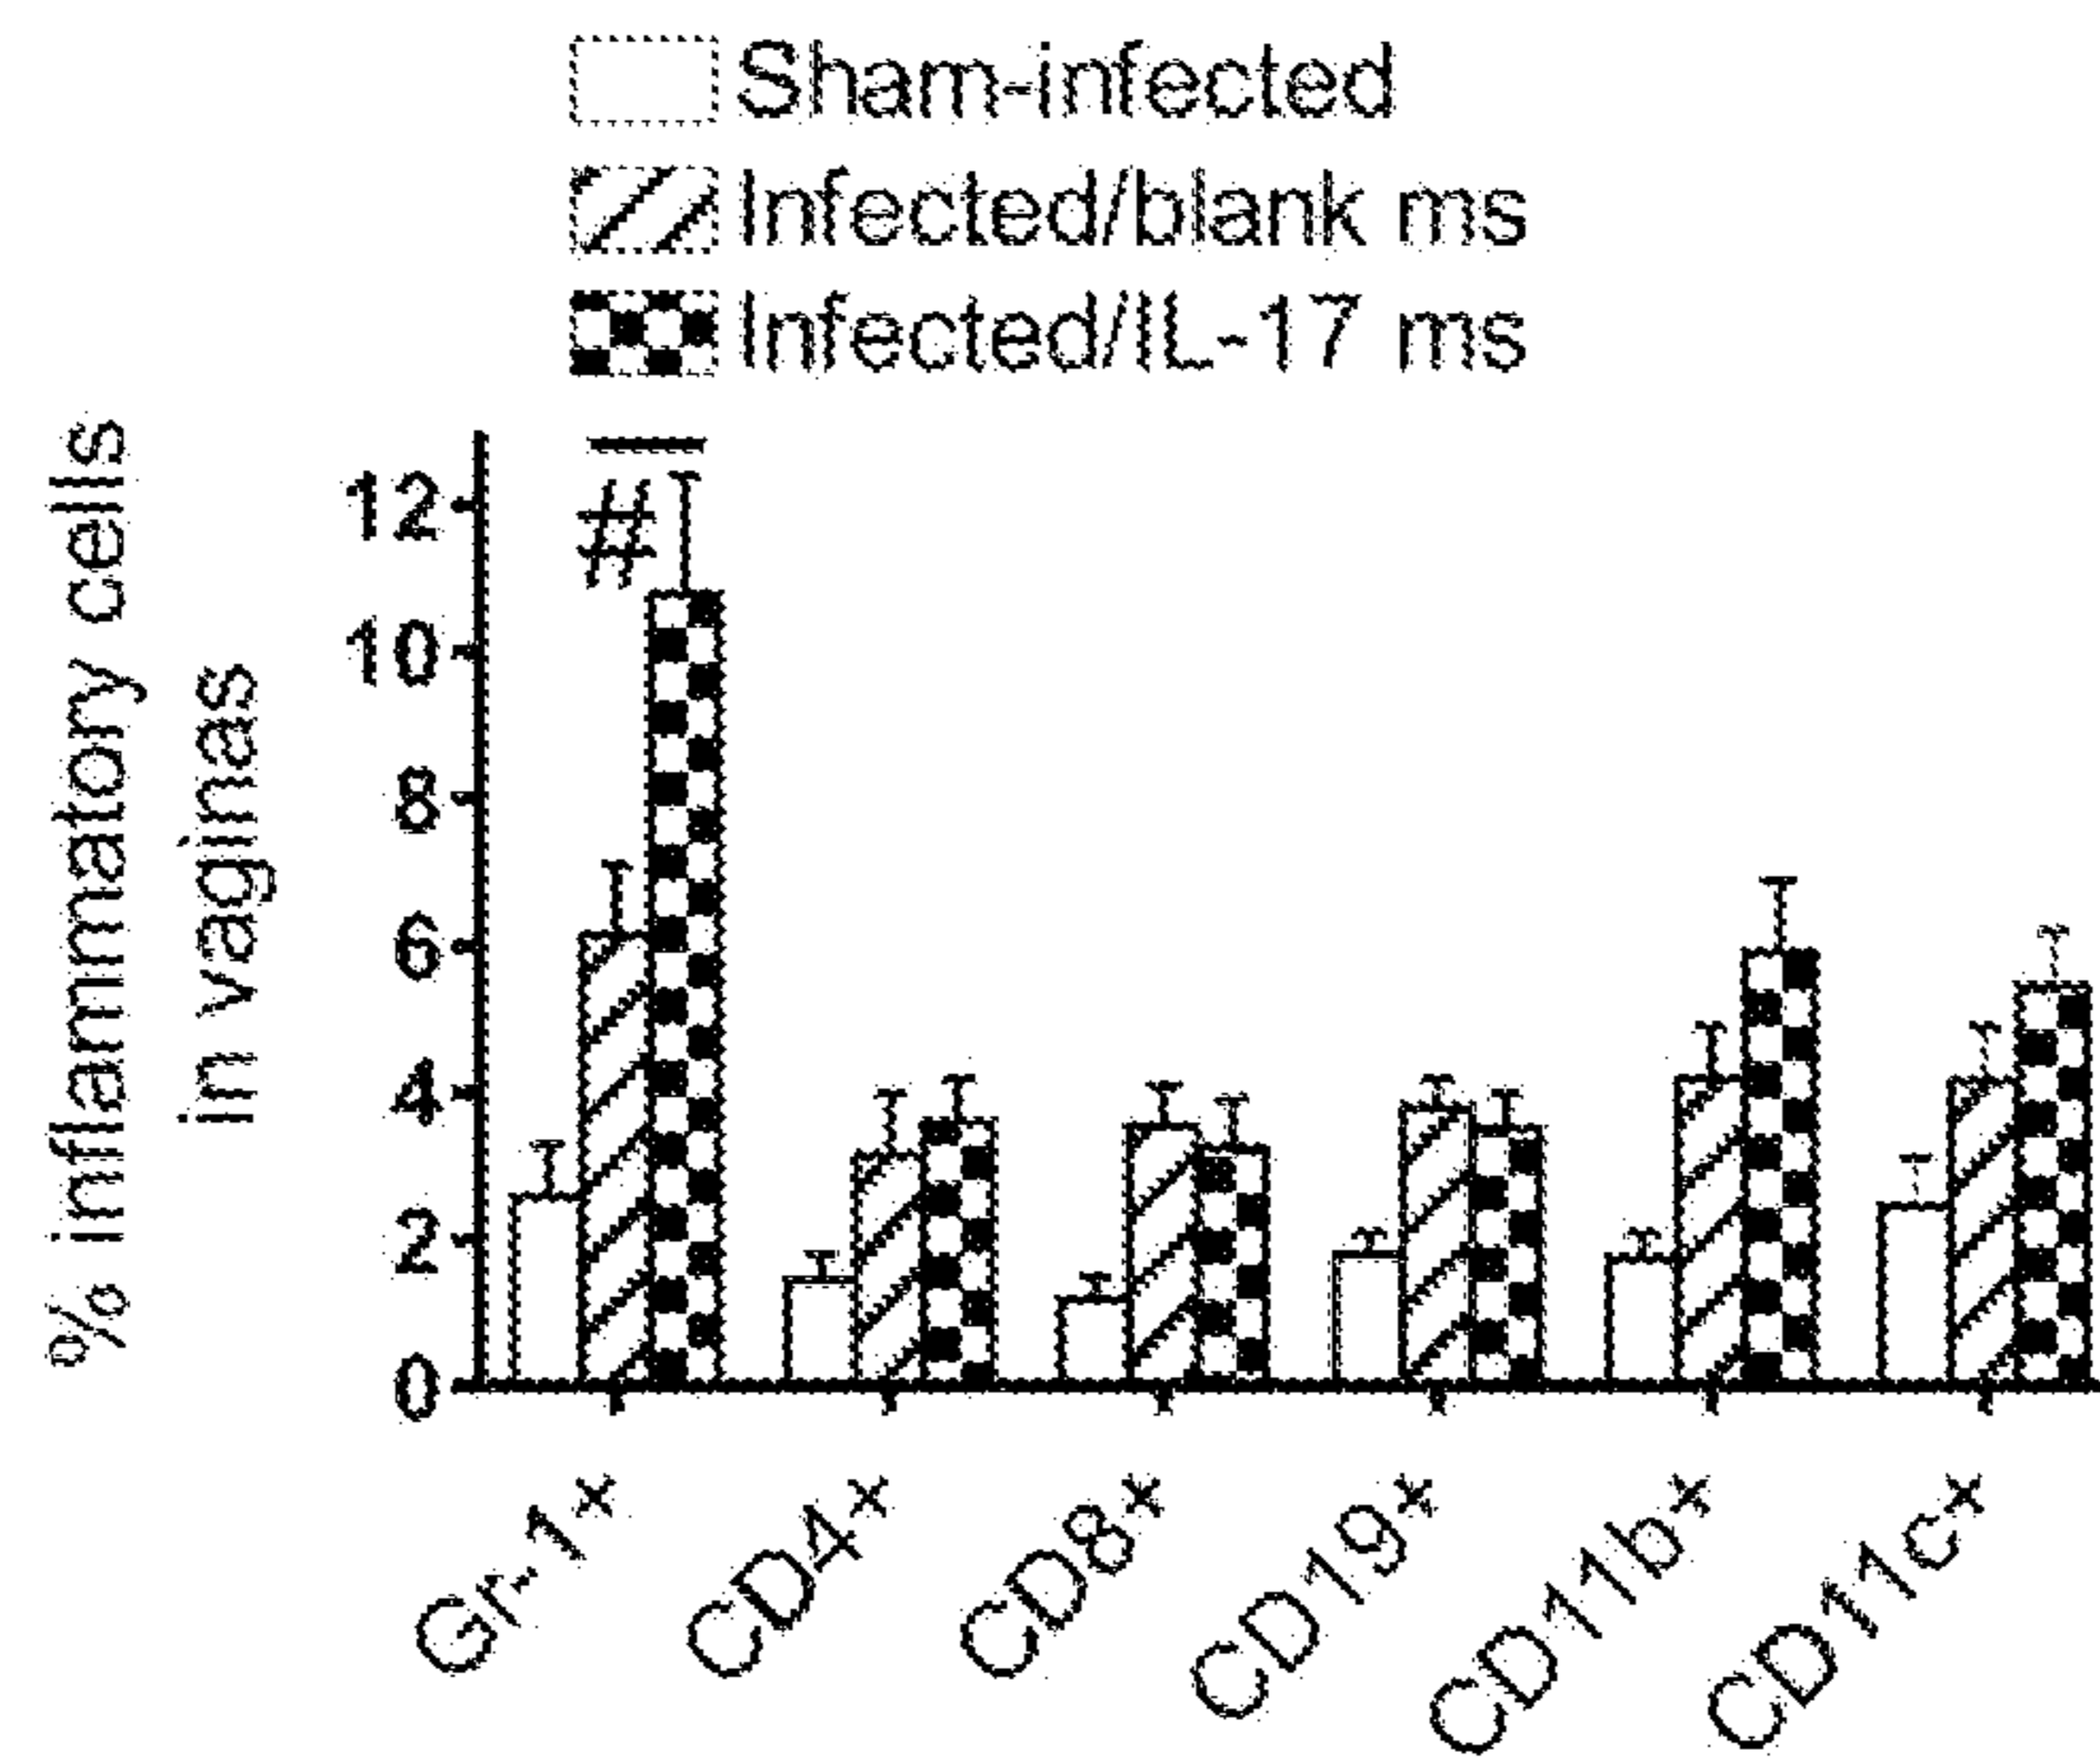 Sham-infected
Infected/blank ms
Infected/IL-17 ms
% inflammatory cells
in vaginas
12
10
8
6
4
2
0
#
Gr-1+
CD4+
CD8+
CD19+
CD11b+
CD11c+